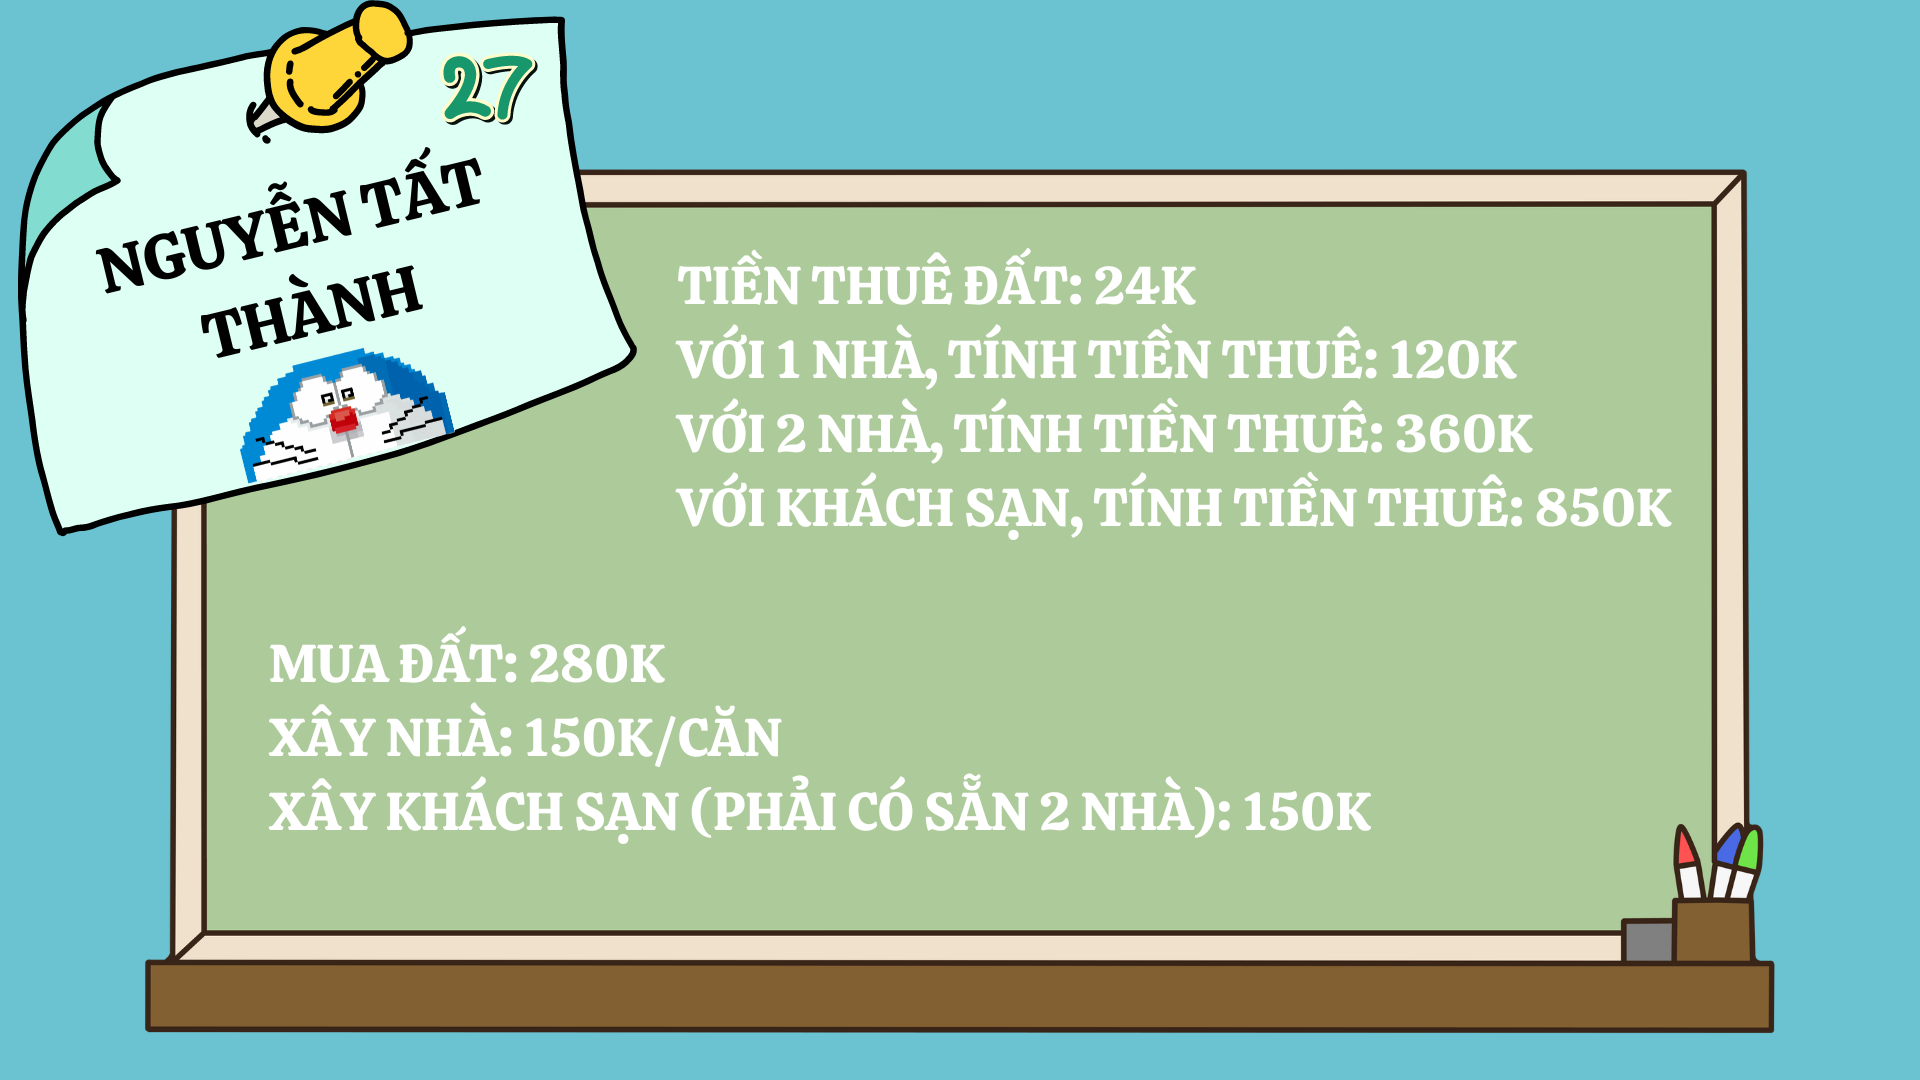 27
NGUYỄN TẤT
THÀNH
TIỀN THUÊ ĐẤT: 24K
VỚI 1 NHÀ, TÍNH TIỀN THUÊ: 120K
VỚI 2 NHÀ, TÍNH TIỀN THUÊ: 360K
VỚI KHÁCH SẠN, TÍNH TIỀN THUÊ: 850K
MUA ĐẤT: 280K
XÂY NHÀ: 150K/CĂN
XÂY KHÁCH SẠN (PHẢI CÓ SẴN 2 NHÀ): 150K